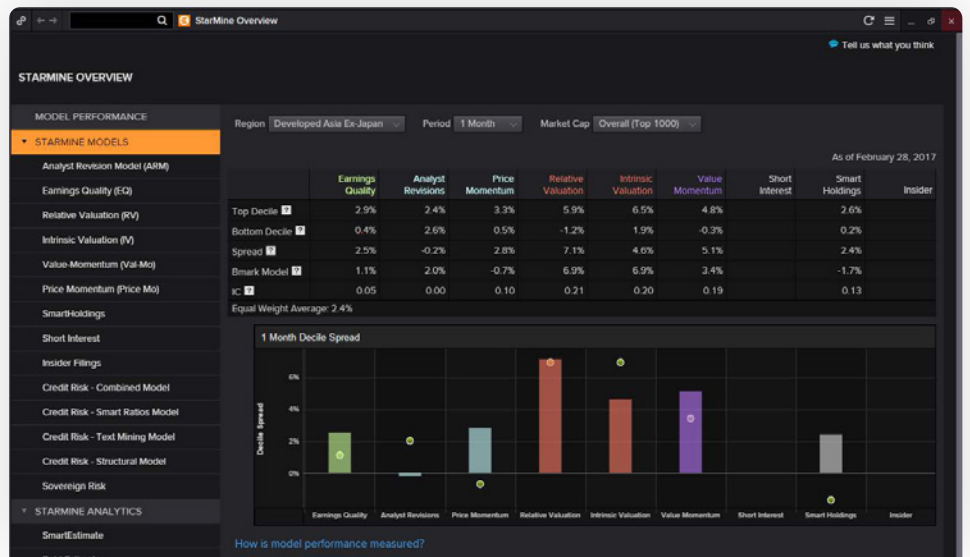 StarMine Overview
Tell us what you think
STARMINE OVERVIEW
MODEL PERFORMANCE
STARMINE MODELS
Analyst Revision Model (ARM)
Earnings Quality (EQ)
Relative Valuation (RV)
Intrinsic Valuation (IV)
Value-Momentum (Val-Mo)
Price Momentum (Price Mo)
SmartHoldings
Short Interest
Insider Filings
Credit Risk - Combined Model
Credit Risk - Smart Ratios Model
Credit Risk - Text Mining Model
Credit Risk - Structural Model
Sovereign Risk
STARMINE ANALYTICS
SmartEstimate
Region Developed Asia Ex-Japan Period 1 Month Market Cap Overall (Top 1000)
As of February 28, 2017
Earnings Quality Analyst Revisions Price Momentum Relative Valuation Intrinsic Valuation Value Momentum Short Interest Smart Holdings Insider
Top Decile ? 2.9% 2.4% 3.3% 5.9% 6.5% 4.8% 2.6%
Bottom Decile ? 0.4% 2.6% 0.5% -1.2% 1.9% -0.3% 0.2%
Spread ? 2.5% -0.2% 2.8% 7.1% 4.6% 5.1% 2.4%
Bmark Model ? 1.1% 2.0% -0.7% 6.9% 6.9% 3.4% -1.7%
IC ? 0.05 0.00 0.10 0.21 0.20 0.19 0.13
Equal Weight Average: 2.4%
1 Month Decile Spread
Decile Spread
6%
4%
2%
0%
Earnings Quality Analyst Revisions Price Momentum Relative Valuation Intrinsic Valuation Value Momentum Short Interest Smart Holdings Insider
How is model performance measured?